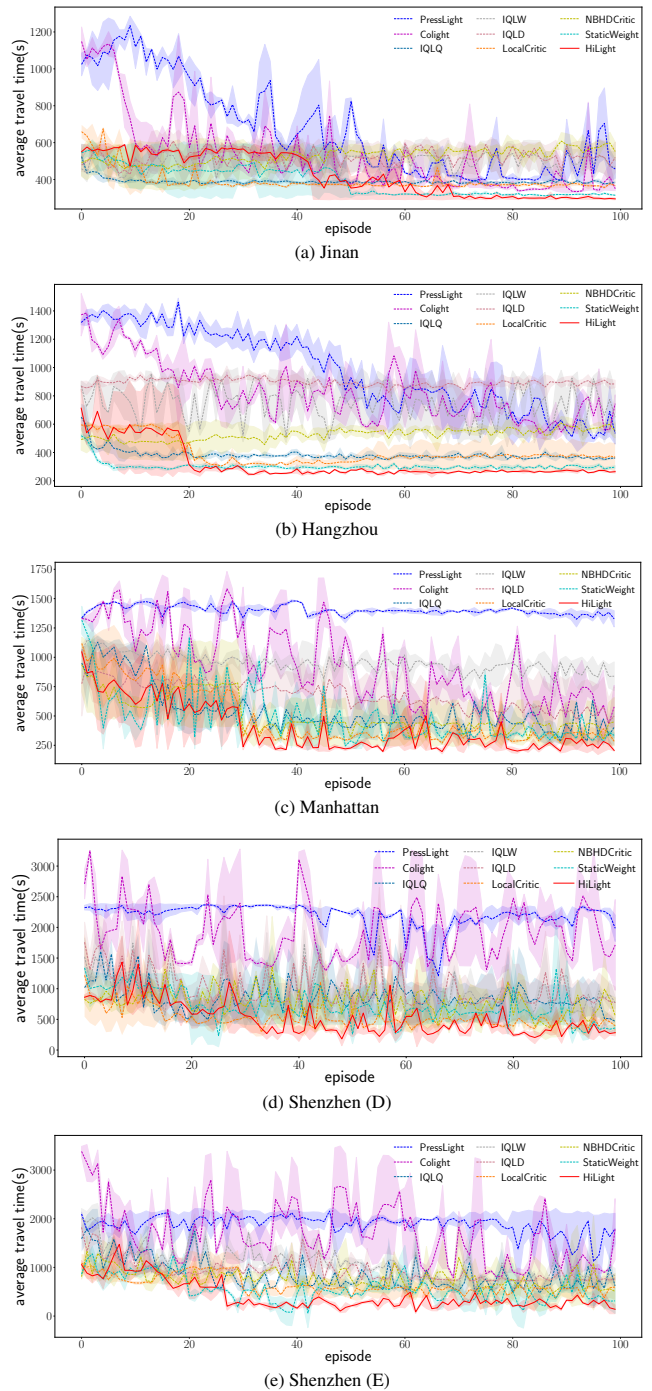 1200
1000
800
600
400
average travel time(s)
PressLight
Colight
IQLQ
IQLW
IQLD
LocalCritic
NBHDCritic
StaticWeight
HiLight
0 20 40 60 80 100
episode
(a) Jinan
1400
1200
1000
800
600
400
200
average travel time(s)
PressLight
Colight
IQLQ
IQLW
IQLD
LocalCritic
NBHDCritic
StaticWeight
HiLight
0 20 40 60 80 100
episode
(b) Hangzhou
1750
1500
1250
1000
750
500
250
average travel time(s)
PressLight
Colight
IQLQ
IQLW
IQLD
LocalCritic
NBHDCritic
StaticWeight
HiLight
0 20 40 60 80 100
episode
(c) Manhattan
3000
2500
2000
1500
1000
500
0
average travel time(s)
PressLight
Colight
IQLQ
IQLW
IQLD
LocalCritic
NBHDCritic
StaticWeight
HiLight
0 20 40 60 80 100
episode
(d) Shenzhen (D)
3000
2000
1000
0
average travel time(s)
PressLight
Colight
IQLQ
IQLW
IQLD
LocalCritic
NBHDCritic
StaticWeight
HiLight
0 20 40 60 80 100
episode
(e) Shenzhen (E)